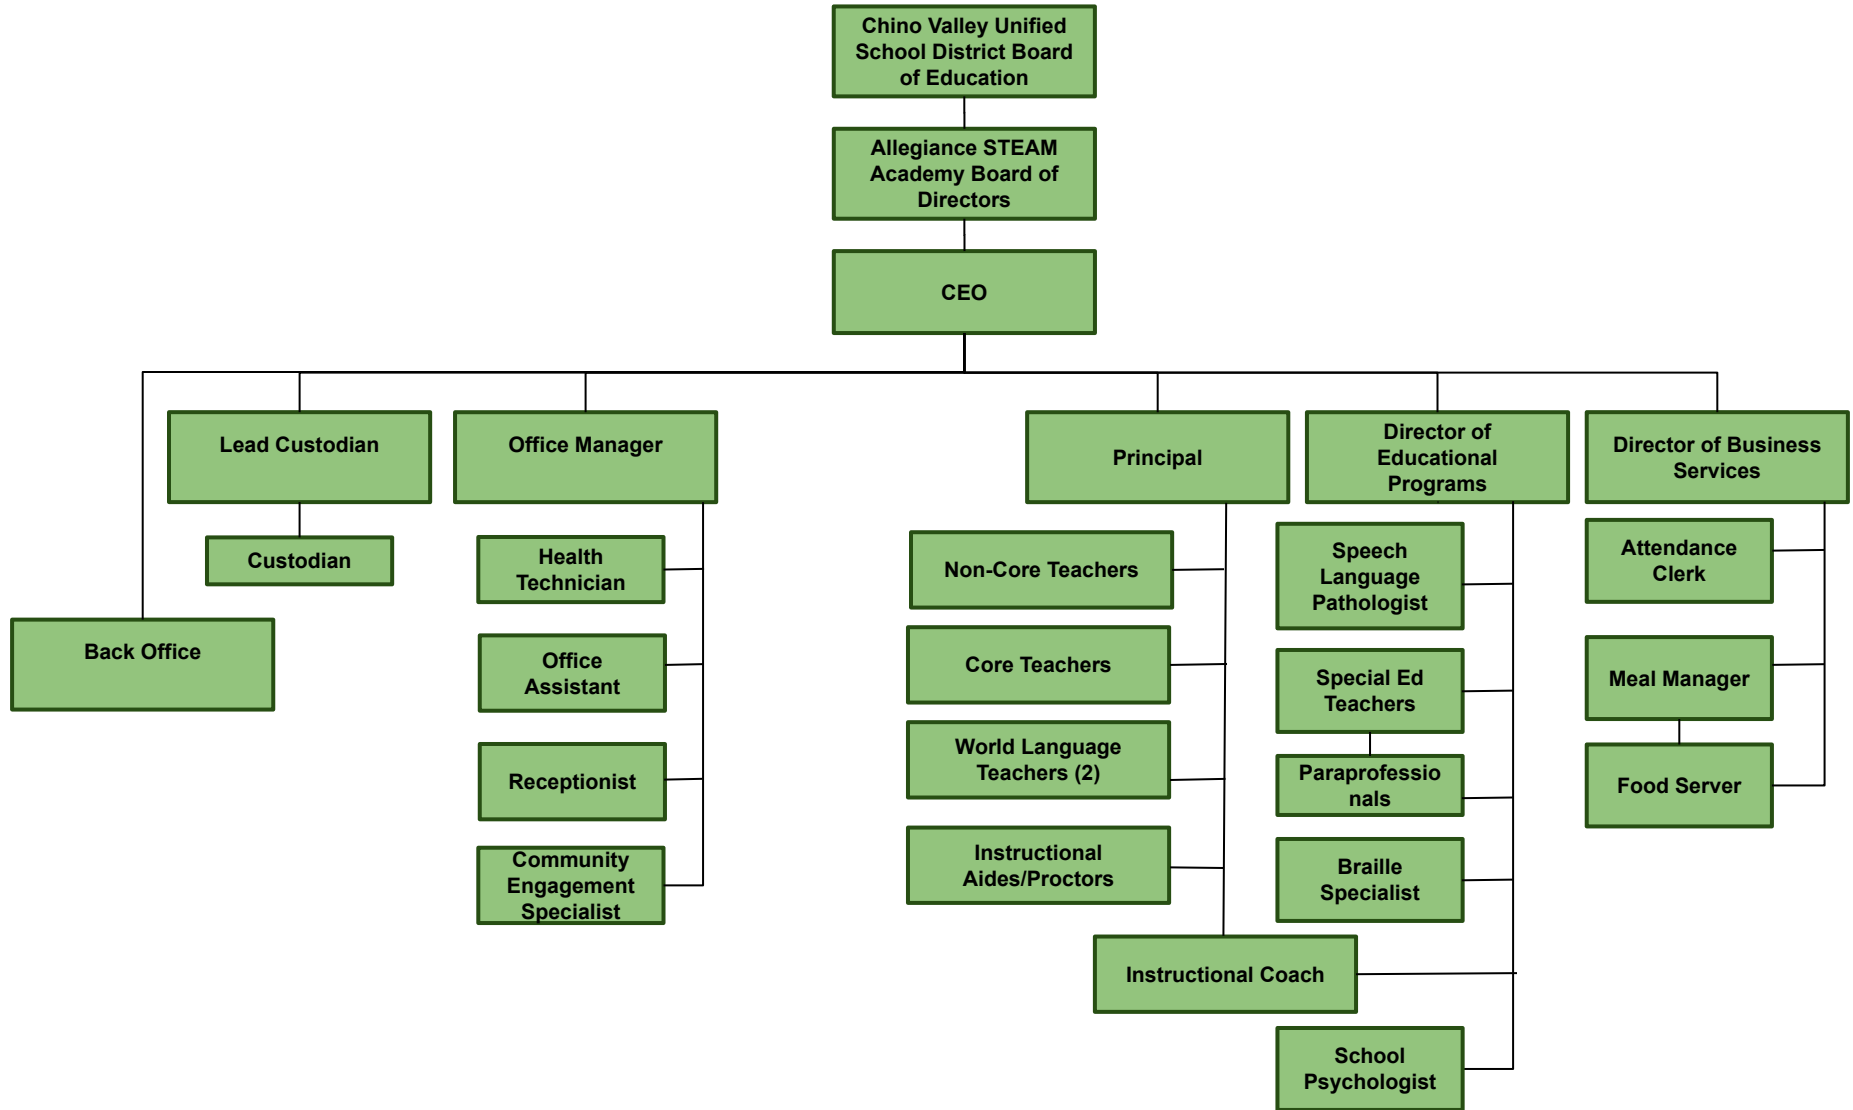 Chino Valley Unified
School District Board
of Education
Allegiance STEAM
Academy Board of
Directors
CEO
Lead Custodian
Office Manager
Principal
Director of
Educational
Programs
Director of Business
Services
Custodian
Back Office
Health
Technician
Office
Assistant
Receptionist
Community
Engagement
Specialist
Non-Core Teachers
Core Teachers
World Language
Teachers (2)
Instructional
Aides/Proctors
Instructional Coach
Speech
Language
Pathologist
Special Ed
Teachers
Paraprofessio
nals
Braille
Specialist
School
Psychologist
Attendance
Clerk
Meal Manager
Food Server